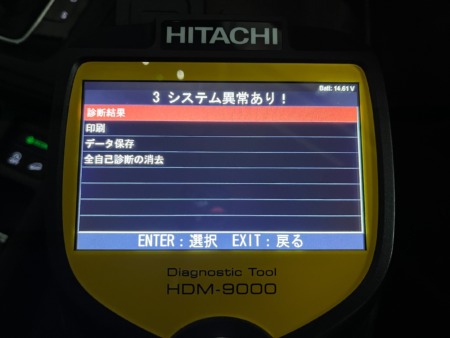 HITACHI
Bat: 14.61V
3 システム異常あり!
診断結果
印刷
データ保存
全自己診断の消去
ENTER:選択 EXIT:戻る
Diagnostic Tool
HDM-9000